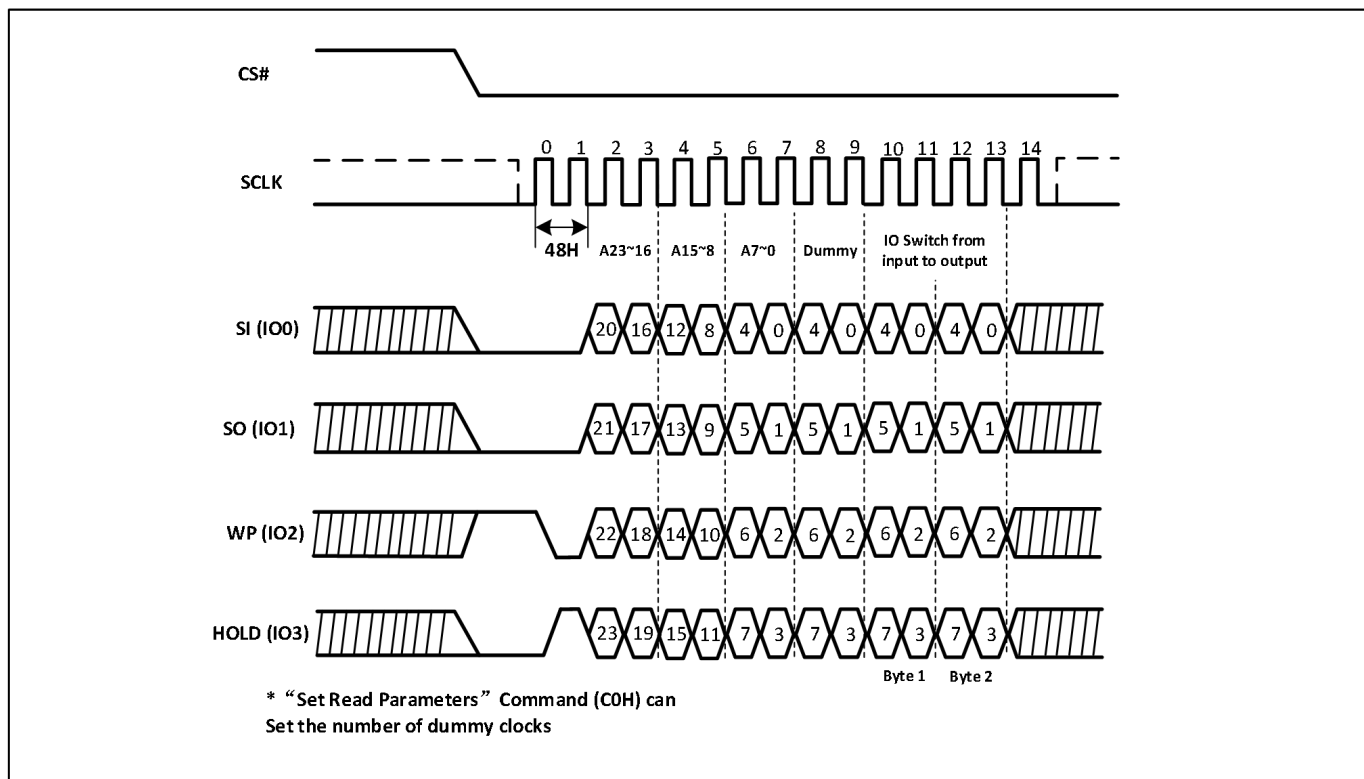 CS#
0 1 2 3 4 5 6 7 8 9 10 11 12 13 14
SCLK
48H A23~16 A15~8 A7~0 Dummy IO Switch from
input to output
SI (IO0) 20 16 12 8 4 0 4 0 4 0 4 0
SO (IO1) 21 17 13 9 5 1 5 1 5 1 5 1
WP (IO2) 22 18 14 10 6 2 6 2 6 2 6 2
HOLD (IO3) 23 19 15 11 7 3 7 3 7 3 7 3
Byte 1 Byte 2
* “Set Read Parameters” Command (C0H) can
Set the number of dummy clocks